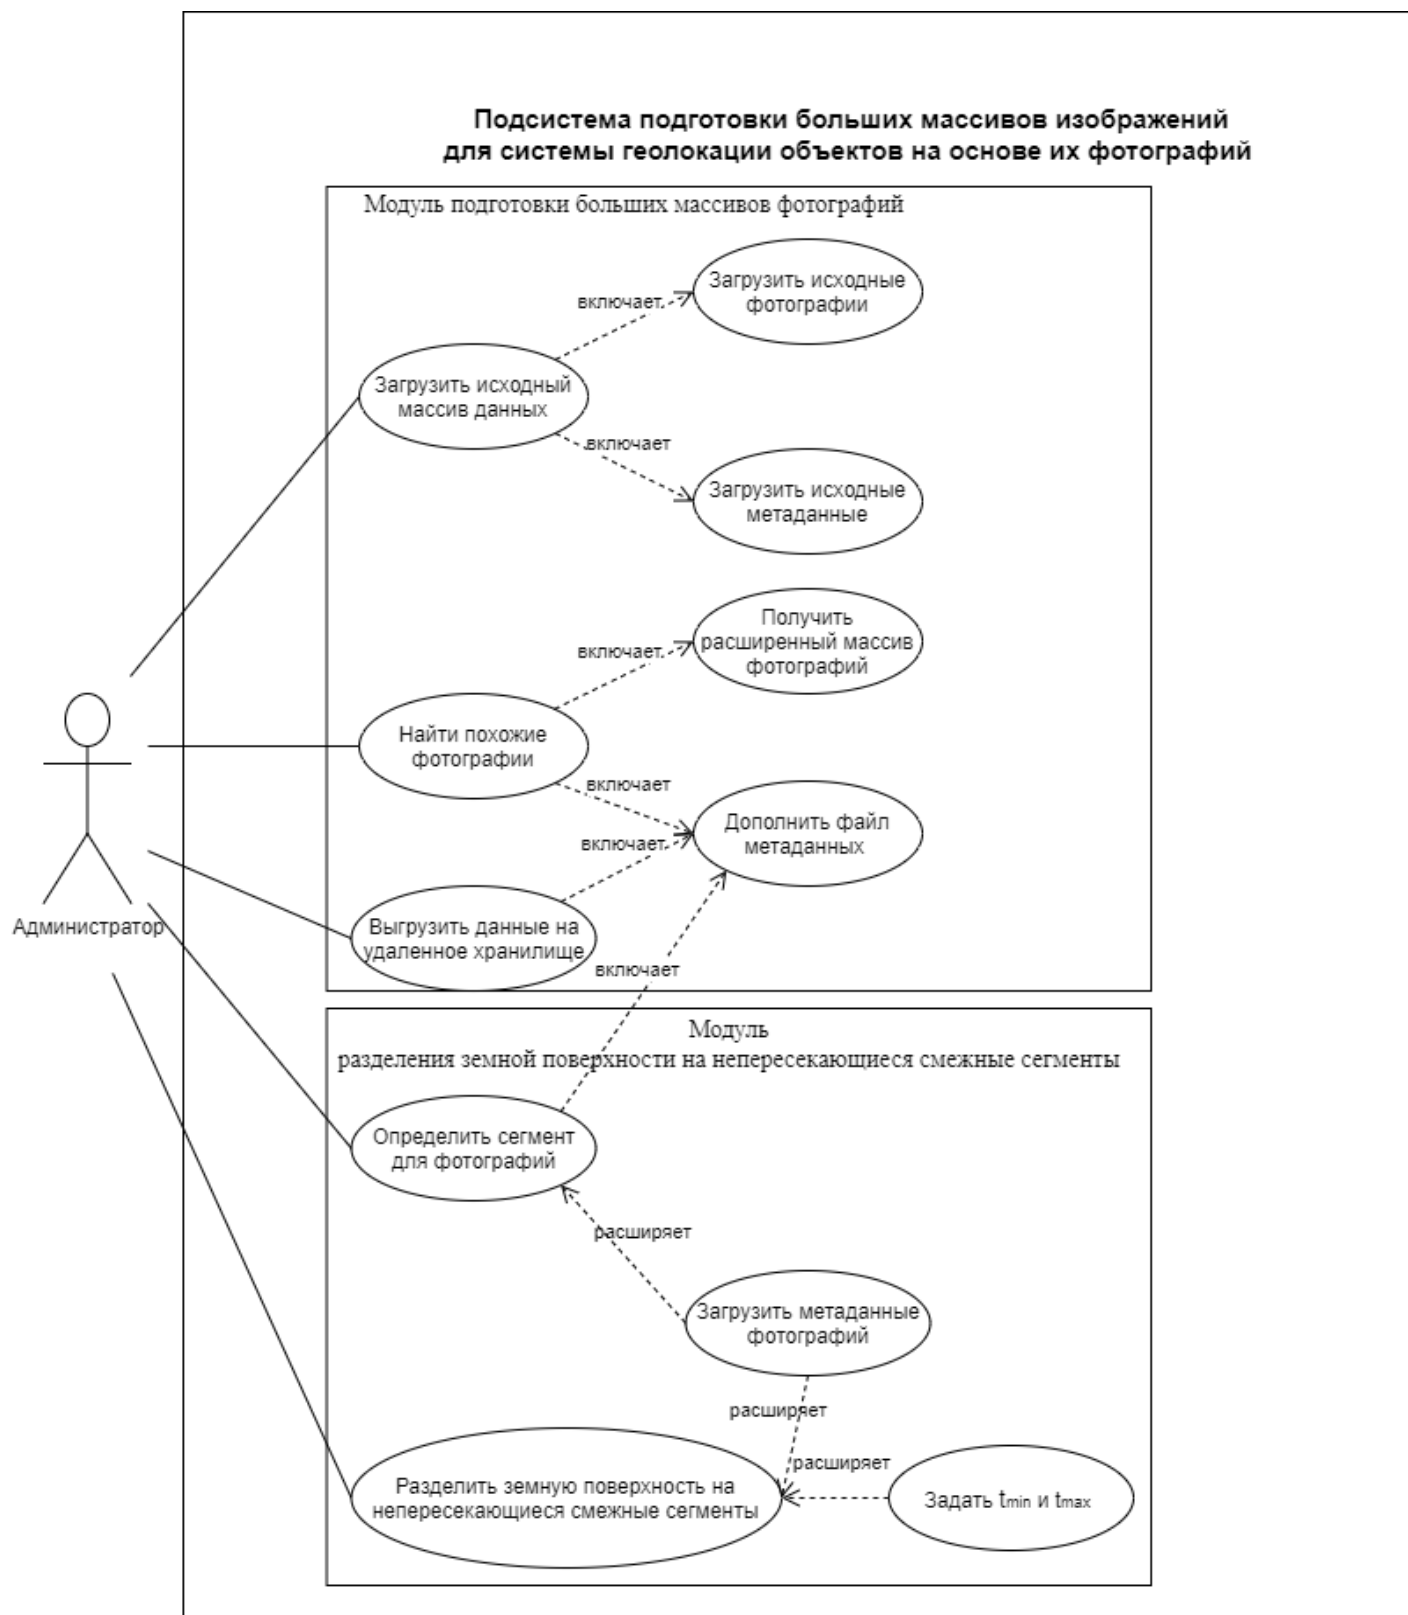 Подсистема подготовки больших массивов изображений
для системы геолокации объектов на основе их фотографий
Модуль подготовки больших массивов фотографий
Загрузить исходные
фотографии
включает
Загрузить исходный
массив данных
включает
Загрузить исходные
метаданные
Получить
расширенный массив
фотографий
включает
Найти похожие
фотографии
включает
Дополнить файл
метаданных
включает
Администратор
Выгрузить данные на
удаленное хранилище
включает
Модуль
разделения земной поверхности на непересекающиеся смежные сегменты
Определить сегмент
для фотографий
расширяет
Загрузить метаданные
фотографий
расширяет
расширяет
Разделить земную поверхность на
непересекающиеся смежные сегменты
Задать tmin и tmax